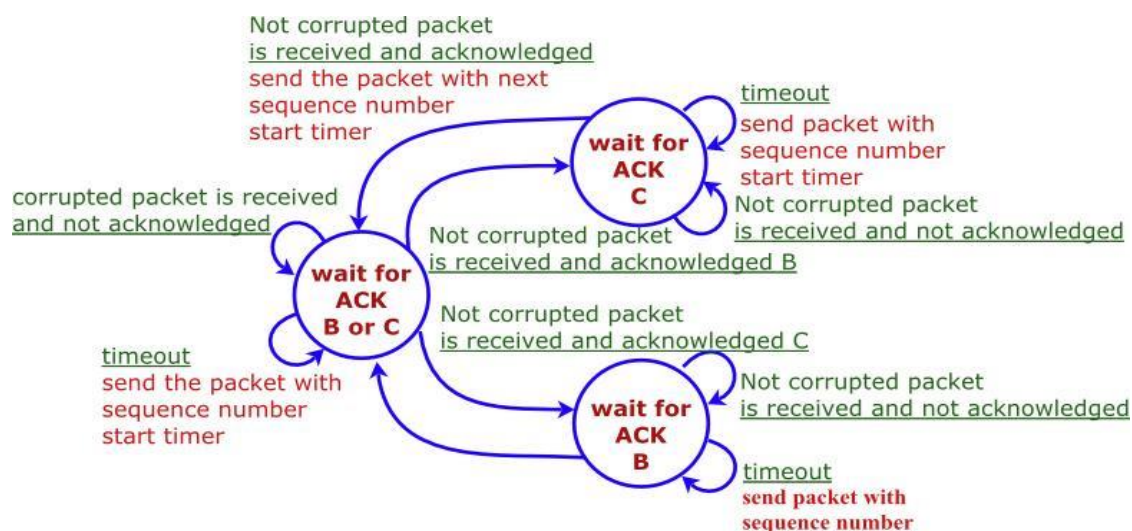 Not corrupted packet
is received and acknowledged
send the packet with next
sequence number
start timer
timeout
send packet with
sequence number
start timer
wait for
ACK
C
corrupted packet is received
and not acknowledged
Not corrupted packet
is received and not acknowledged
Not corrupted packet
is received and acknowledged B
wait for
ACK
B or C
Not corrupted packet
is received and acknowledged C
timeout
send the packet with
sequence number
start timer
Not corrupted packet
is received and not acknowledged
wait for
ACK
B
timeout
send packet with
sequence number